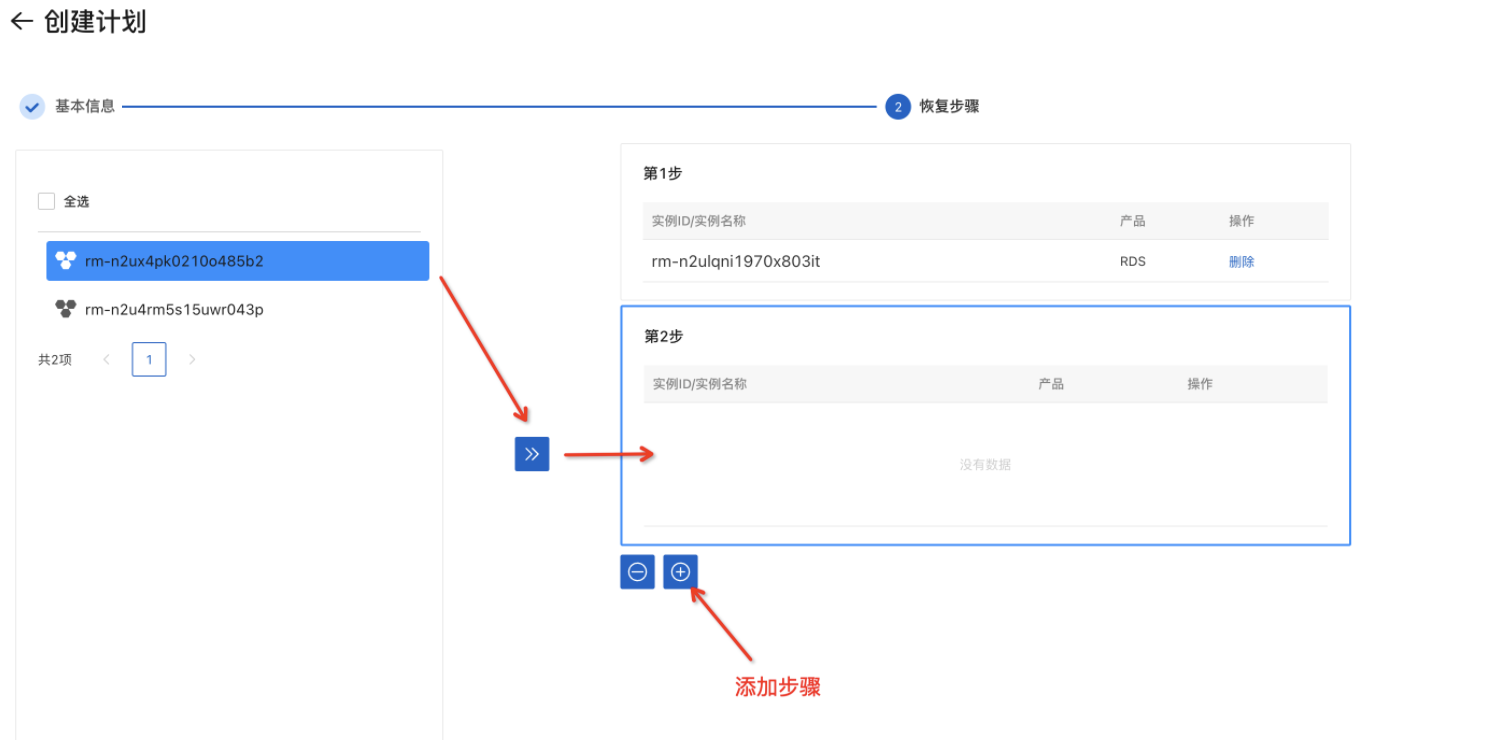 创建计划
基本信息
2 恢复步骤
全选
rm-n2ux4pk0210o485b2
rm-n2u4rm5s15uwr043p
共2项 1
第1步
实例ID/实例名称 产品 操作
rm-n2ulqni1970x803it RDS 删除
第2步
实例ID/实例名称 产品 操作
没有数据
添加步骤